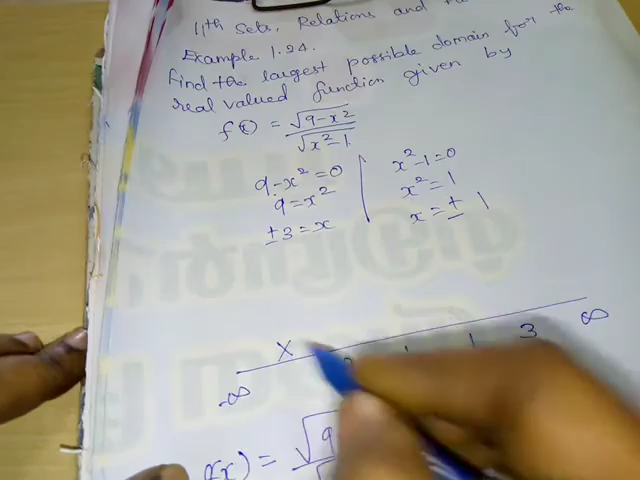 11th Sets, Relations and
Example 1.24.
Find the largest possible domain for the
real valued function given by
f(x) = √9-x² / √x²-1
9-x²=0
9=x²
±3=x
x²-1=0
x²=1
x=±1
X
-∞ 1 3 ∞
f(x) = √9